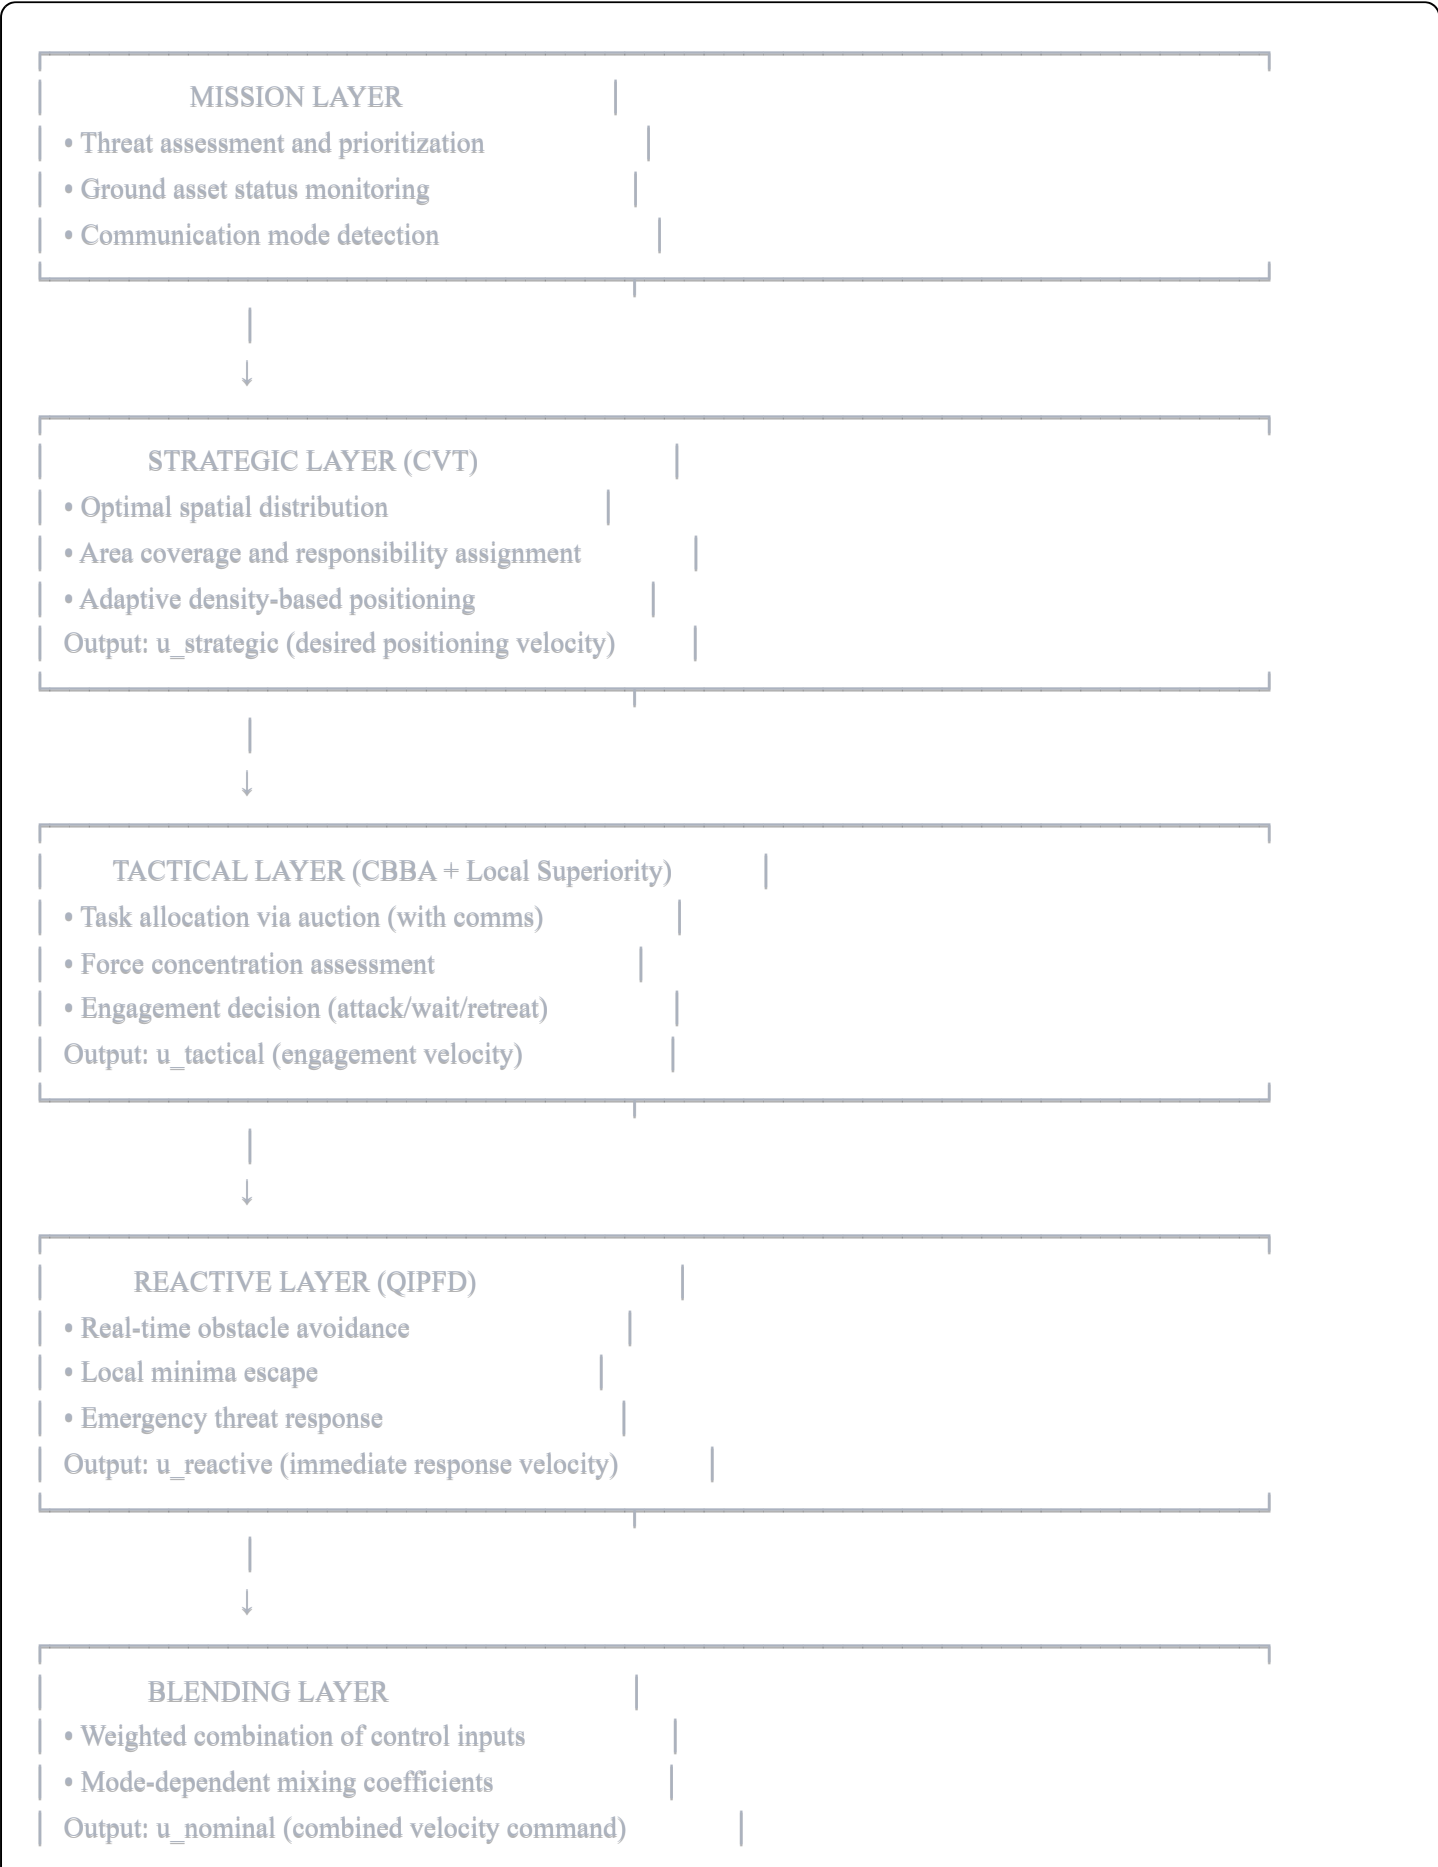 MISSION LAYER
• Threat assessment and prioritization
• Ground asset status monitoring
• Communication mode detection
↓
STRATEGIC LAYER (CVT)
• Optimal spatial distribution
• Area coverage and responsibility assignment
• Adaptive density-based positioning
Output: u_strategic (desired positioning velocity)
↓
TACTICAL LAYER (CBBA + Local Superiority)
• Task allocation via auction (with comms)
• Force concentration assessment
• Engagement decision (attack/wait/retreat)
Output: u_tactical (engagement velocity)
↓
REACTIVE LAYER (QIPFD)
• Real-time obstacle avoidance
• Local minima escape
• Emergency threat response
Output: u_reactive (immediate response velocity)
↓
BLENDING LAYER
• Weighted combination of control inputs
• Mode-dependent mixing coefficients
Output: u_nominal (combined velocity command)